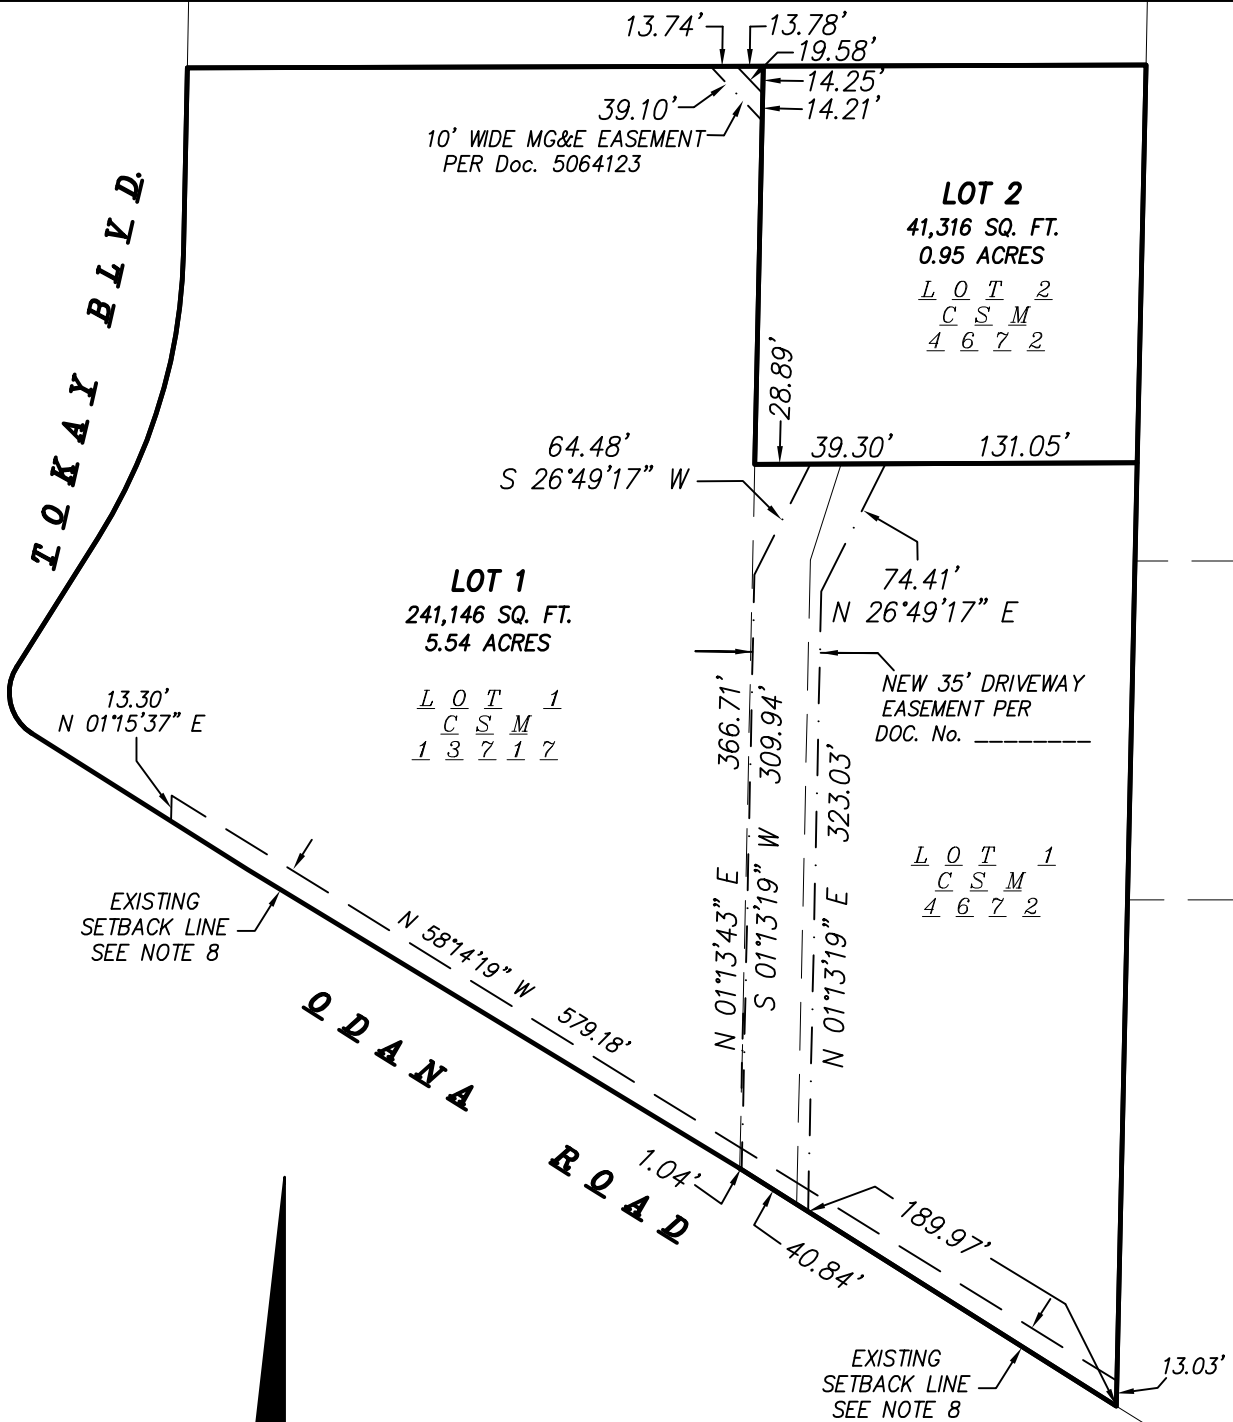 13.74'
13.78'
19.58'
14.25'
14.21'
39.10'
10' WIDE MG&E EASEMENT
PER Doc. 5064123
LOT 2
41,316 SQ. FT.
0.95 ACRES
LOT 2
CSM
4672
TOKAY BLVD.
28.89'
39.30'
131.05'
64.48'
S 26°49'17" W
74.41'
N 26°49'17" E
LOT 1
241,146 SQ. FT.
5.54 ACRES
LOT 1
CSM
13717
NEW 35' DRIVEWAY
EASEMENT PER
DOC. No. _________
13.30'
N 01°15'37" E
N 01°13'43" E 366.71'
S 01°13'19" W 309.94'
N 01°13'19" E 323.03'
LOT 1
CSM
4672
EXISTING
SETBACK LINE
SEE NOTE 8
N 58°14'19" W 579.18'
ODANA ROAD
1.04'
40.84'
189.97'
EXISTING
SETBACK LINE
SEE NOTE 8
13.03'